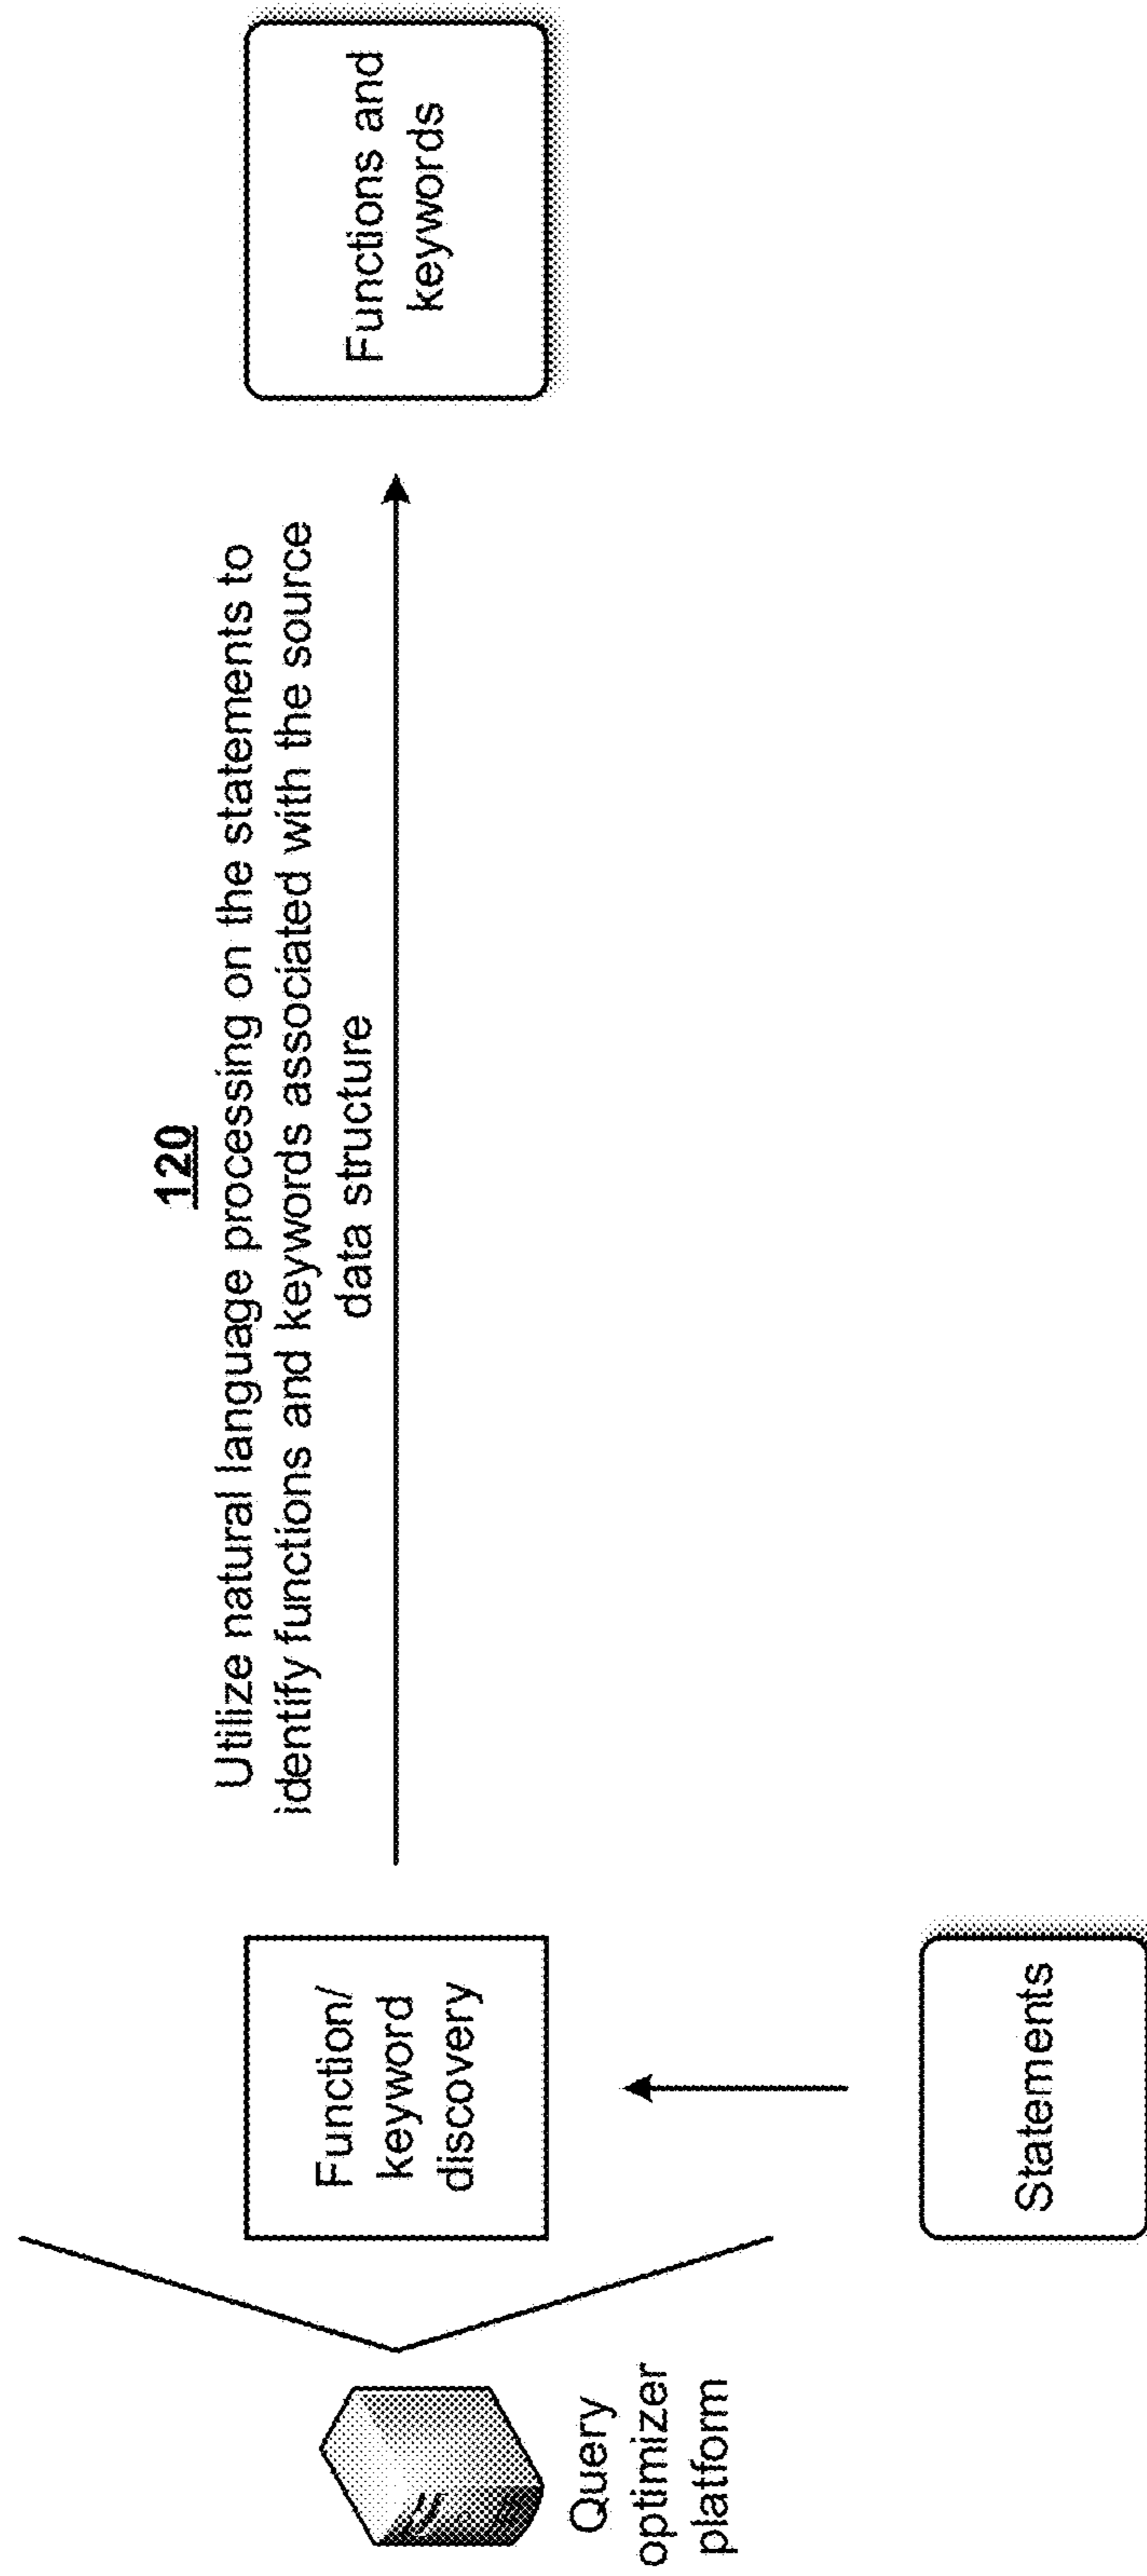 120
Utilize natural language processing on the statements to
identify functions and keywords associated with the source
data structure
Query
optimizer
platform
Function/
keyword
discovery
Functions and
keywords
Statements